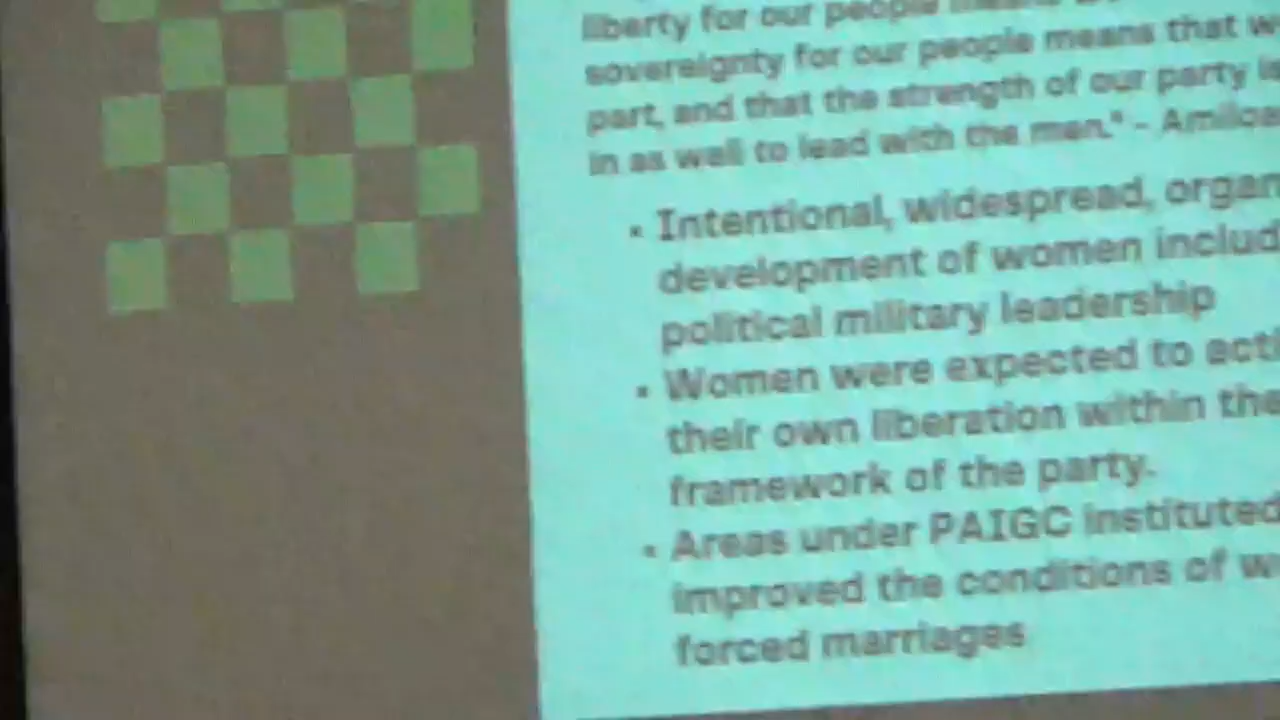 liberty for our people means
sovereignty for our people means that
part, and that the strength of our party is
in as well to lead with the men." - Amilca
• Intentional, widespread, organ
development of women includ
political military leadership
• Women were expected to acti
their own liberation within the
framework of the party.
• Areas under PAIGC instituted
improved the conditions of w
forced marriages